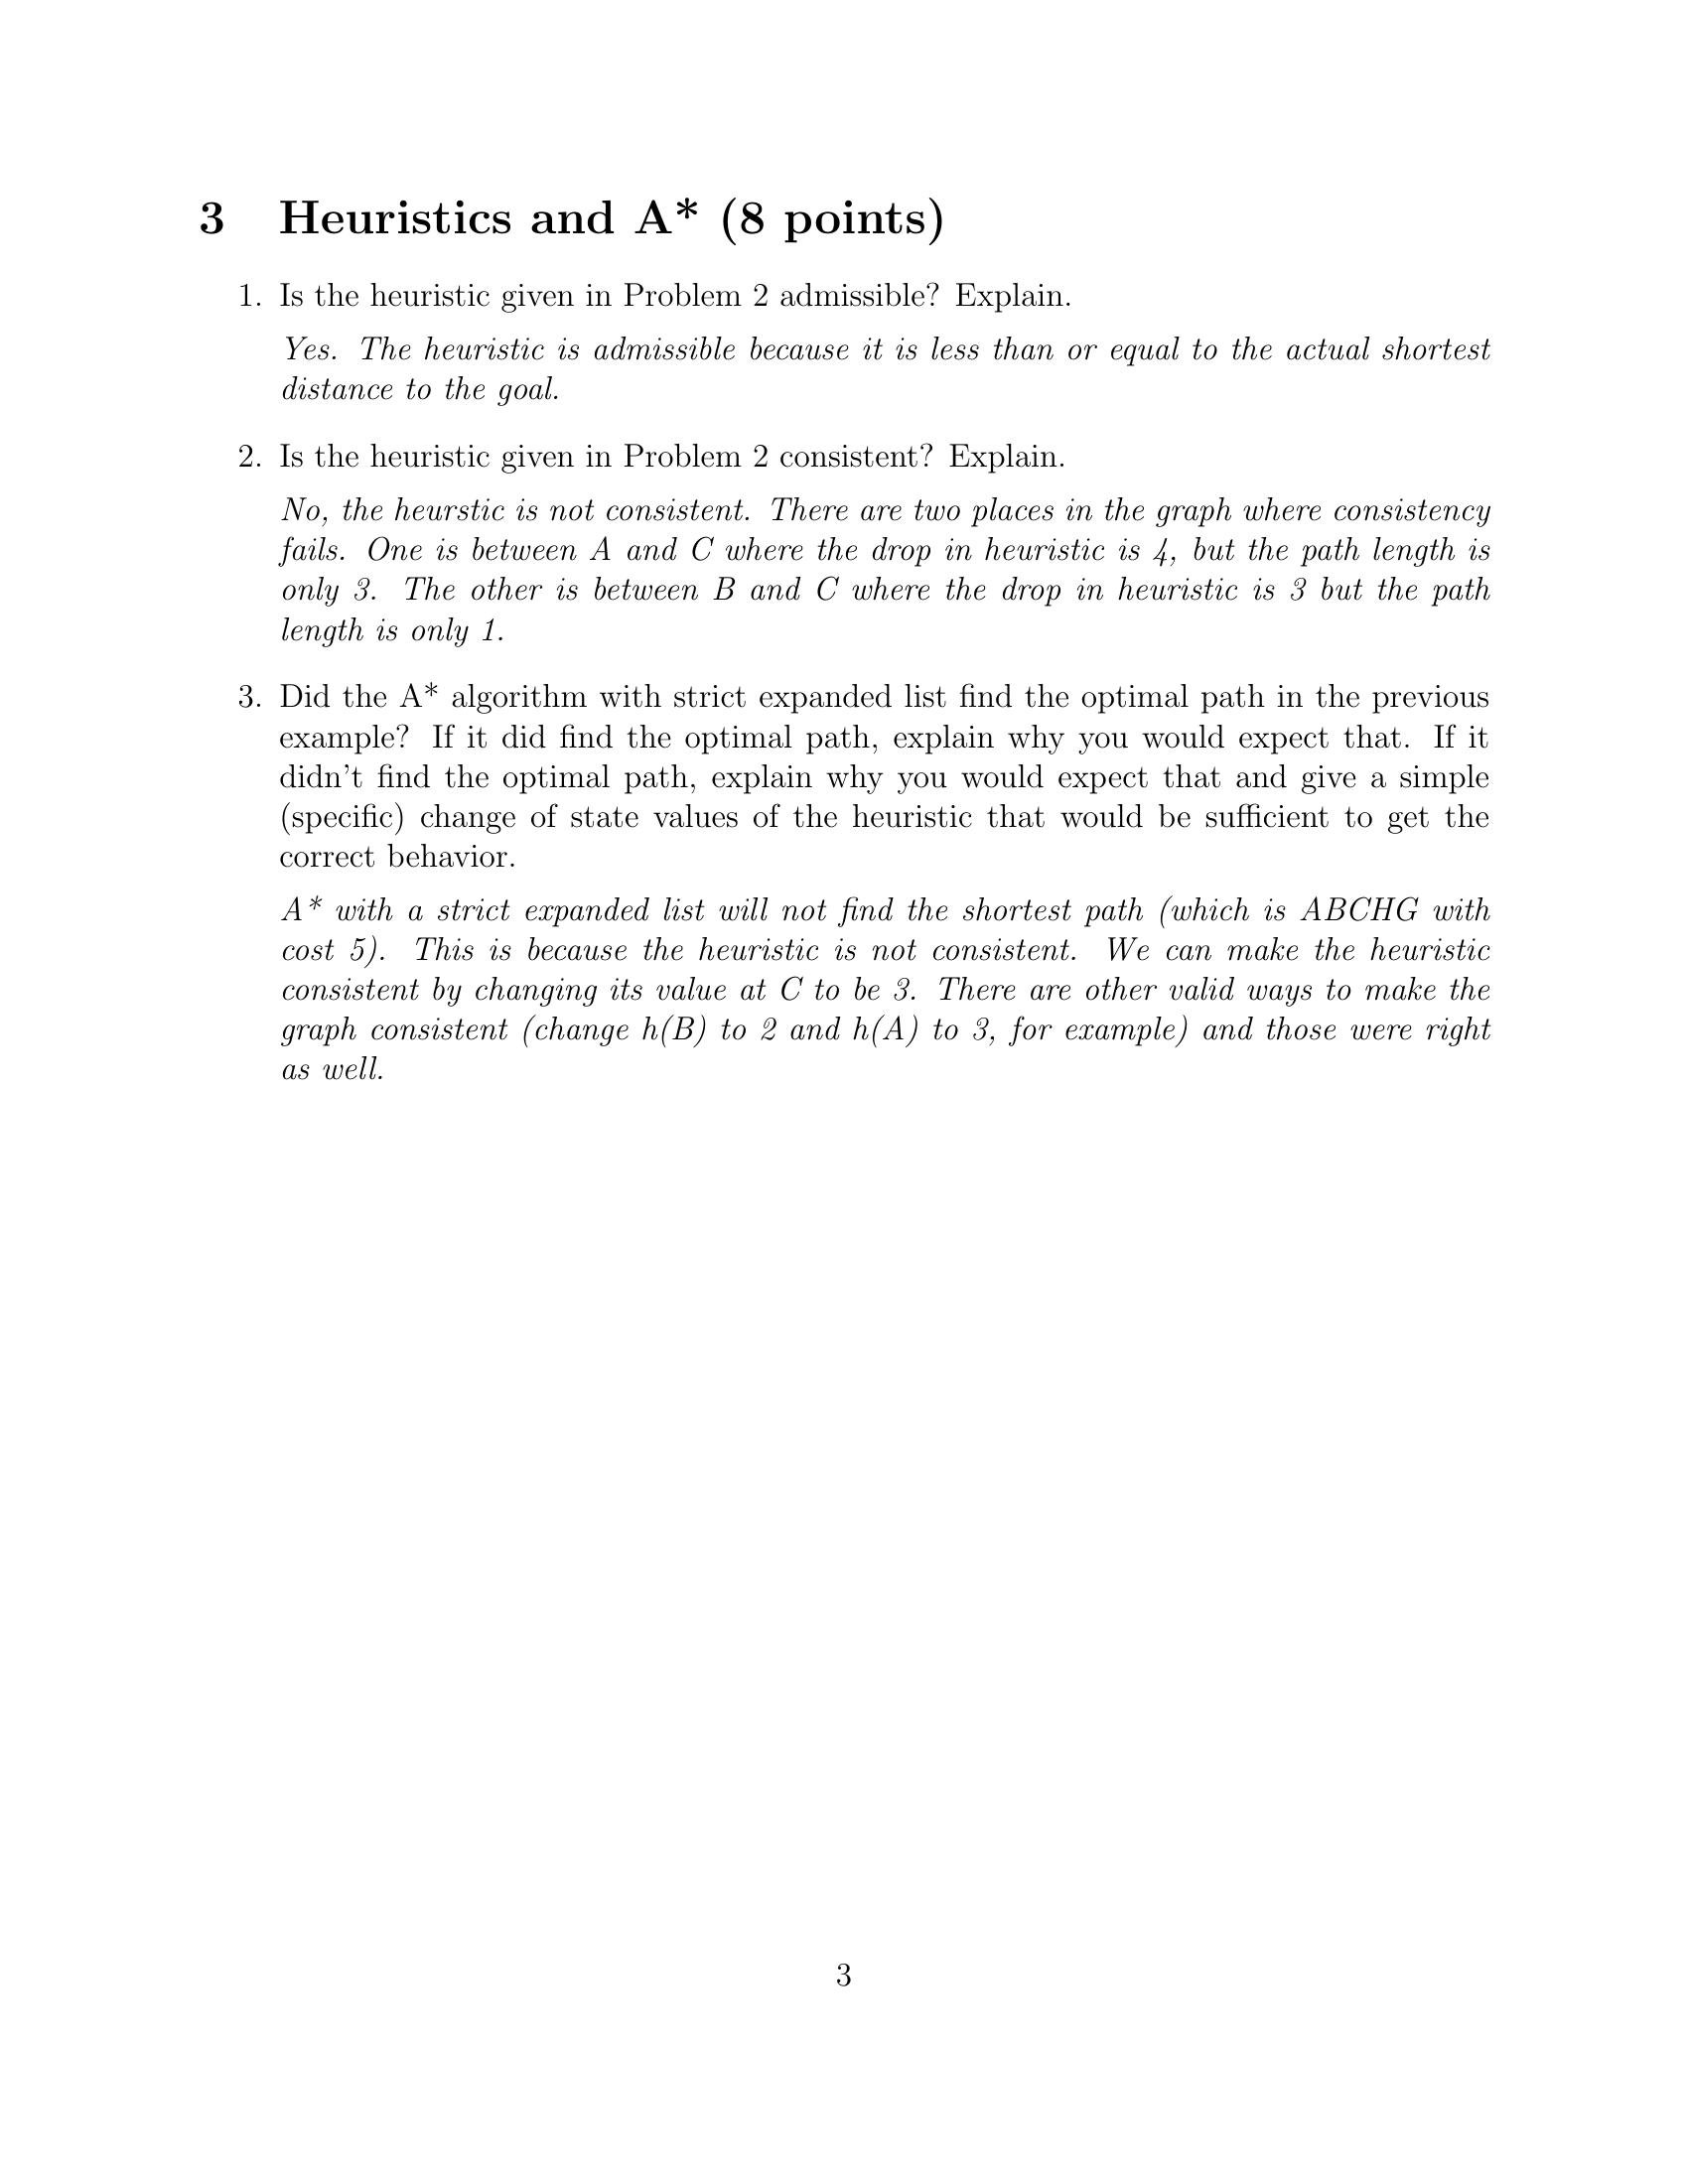 3 Heuristics and A* (8 points)
1. Is the heuristic given in Problem 2 admissible? Explain.
Yes. The heuristic is admissible because it is less than or equal to the actual shortest
distance to the goal.
2. Is the heuristic given in Problem 2 consistent? Explain.
No, the heurstic is not consistent. There are two places in the graph where consistency
fails. One is between A and C where the drop in heuristic is 4, but the path length is
only 3. The other is between B and C where the drop in heuristic is 3 but the path
length is only 1.
3. Did the A* algorithm with strict expanded list find the optimal path in the previous
example? If it did find the optimal path, explain why you would expect that. If it
didn't find the optimal path, explain why you would expect that and give a simple
(specific) change of state values of the heuristic that would be sufficient to get the
correct behavior.
A* with a strict expanded list will not find the shortest path (which is ABCHG with
cost 5). This is because the heuristic is not consistent. We can make the heuristic
consistent by changing its value at C to be 3. There are other valid ways to make the
graph consistent (change h(B) to 2 and h(A) to 3, for example) and those were right
as well.
3